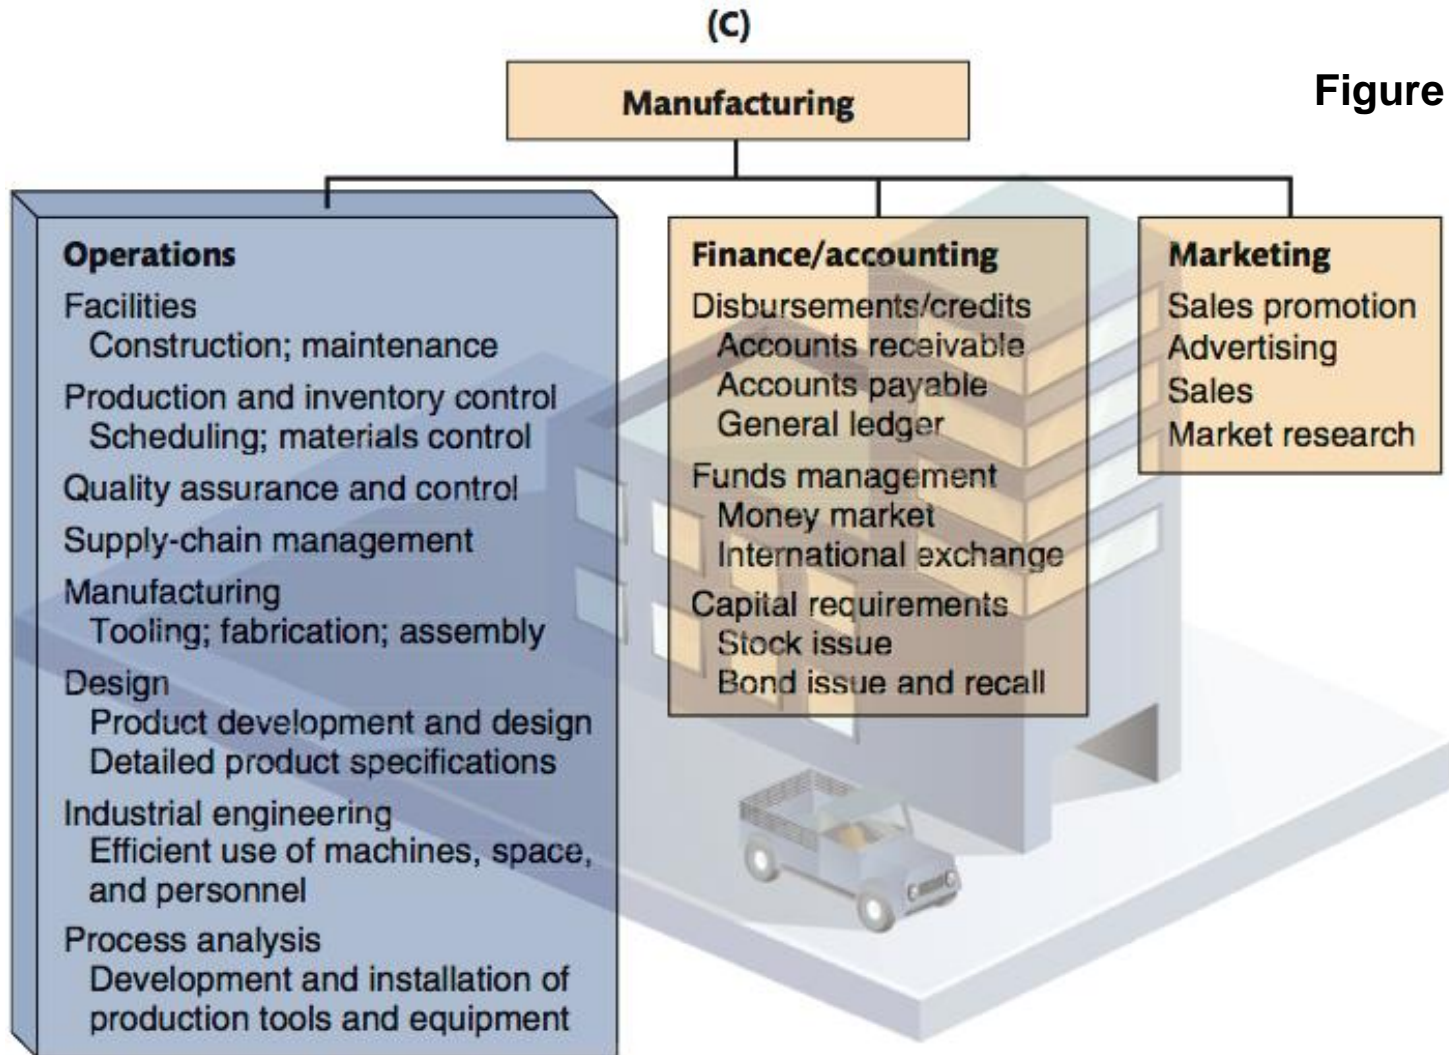 (C)
Manufacturing
Figure
Operations
Facilities
Construction; maintenance
Production and inventory control
Scheduling; materials control
Quality assurance and control
Supply-chain management
Manufacturing
Tooling; fabrication; assembly
Design
Product development and design
Detailed product specifications
Industrial engineering
Efficient use of machines, space,
and personnel
Process analysis
Development and installation of
production tools and equipment
Finance/accounting
Disbursements/credits
Accounts receivable
Accounts payable
General ledger
Funds management
Money market
International exchange
Capital requirements
Stock issue
Bond issue and recall
Marketing
Sales promotion
Advertising
Sales
Market research